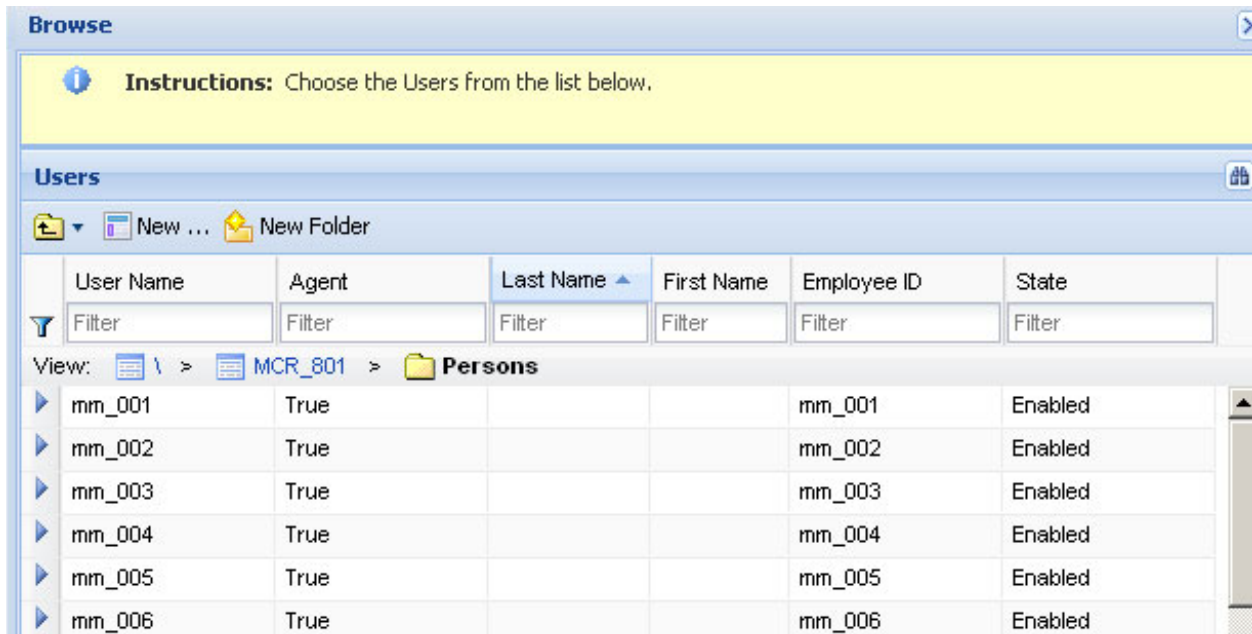 Browse
Instructions: Choose the Users from the list below.
Users
New ... New Folder
User Name Agent Last Name First Name Employee ID State
Filter Filter Filter Filter Filter Filter
View: \ > MCR_801 > Persons
mm_001 True mm_001 Enabled
mm_002 True mm_002 Enabled
mm_003 True mm_003 Enabled
mm_004 True mm_004 Enabled
mm_005 True mm_005 Enabled
mm_006 True mm_006 Enabled